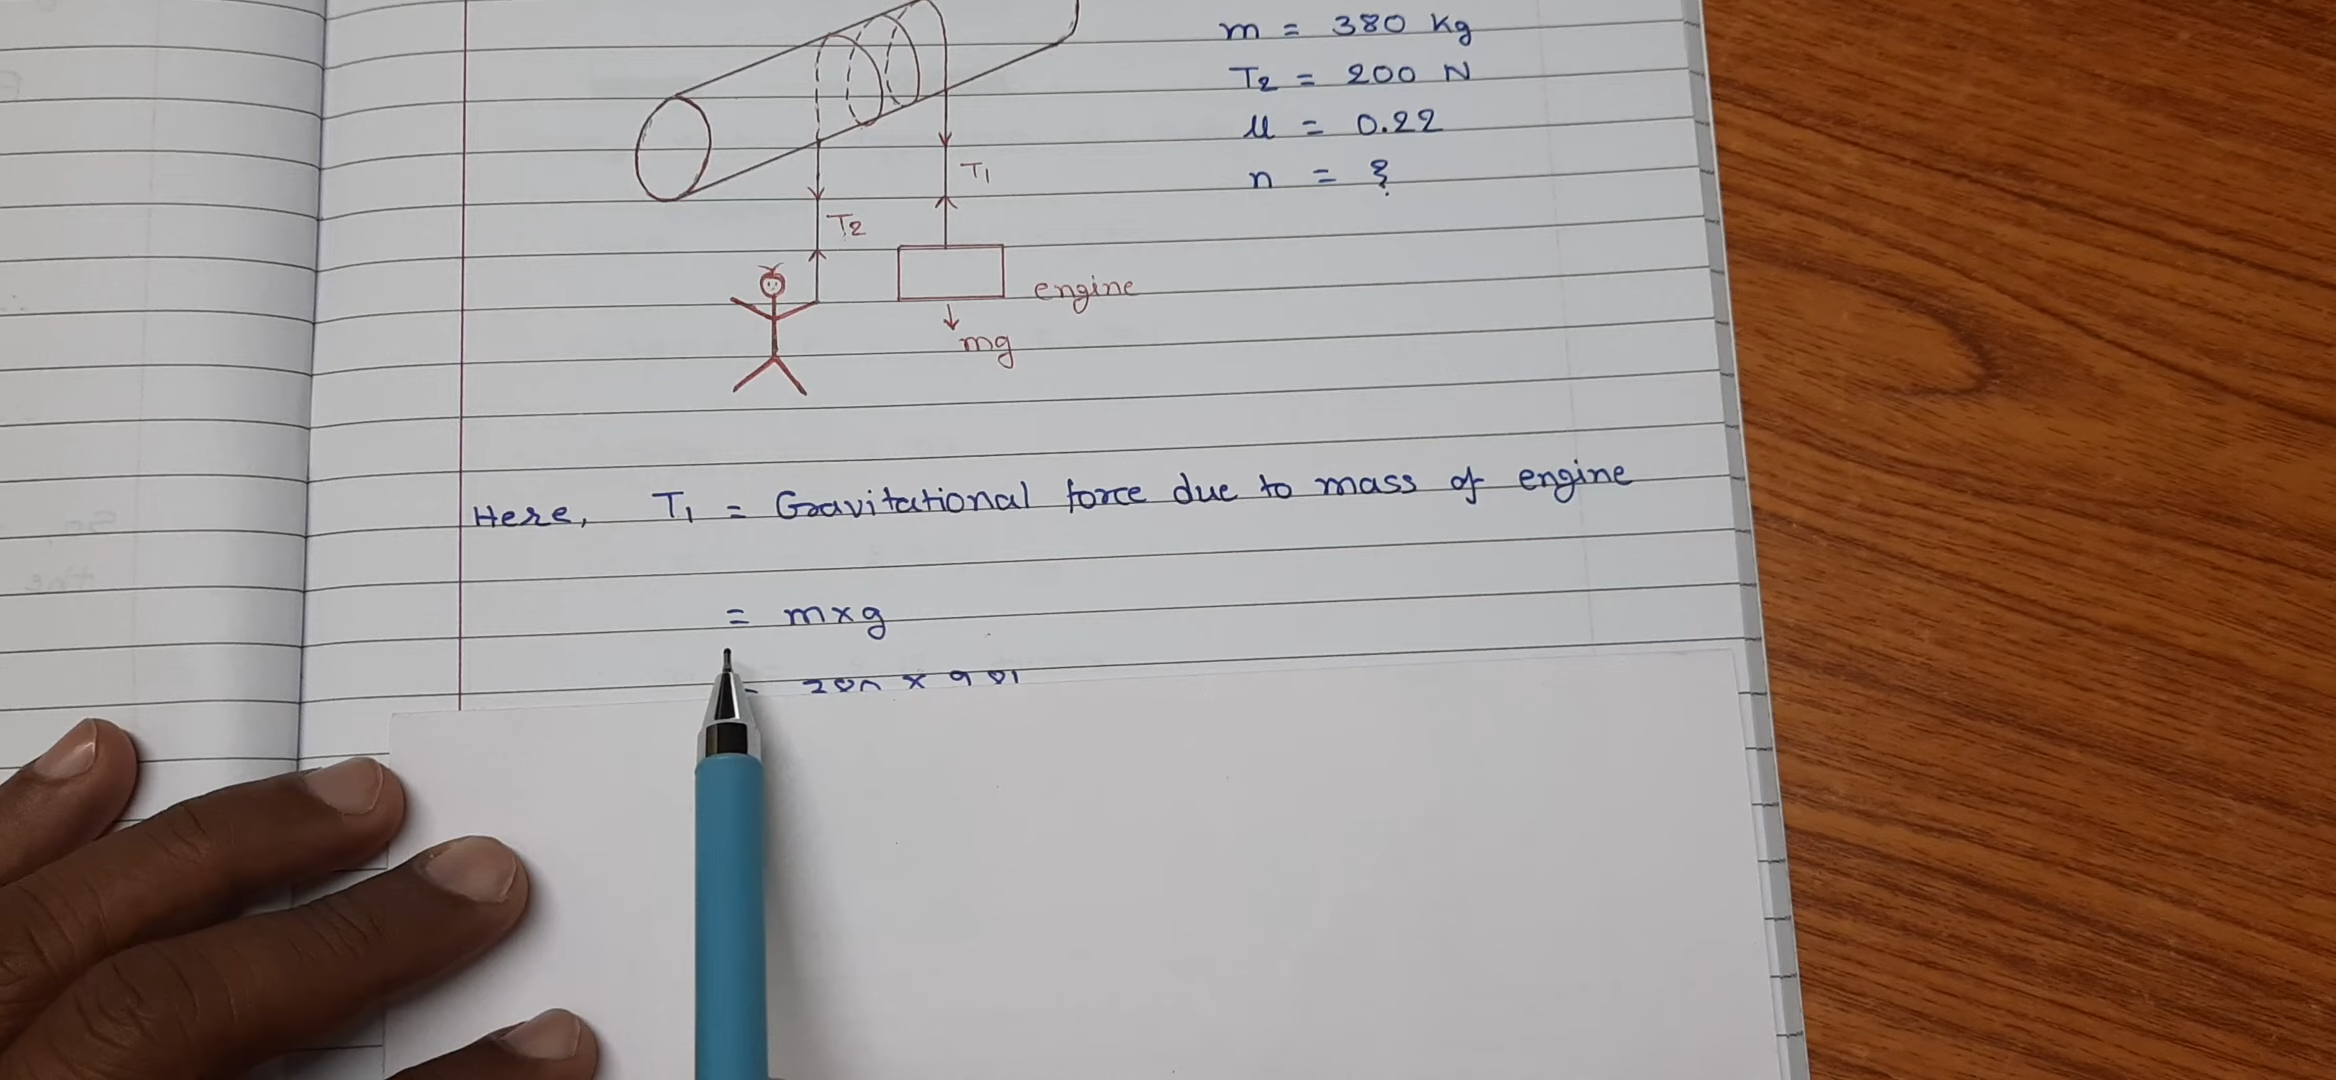 m = 380 kg
T2 = 200 N
μ = 0.22
n = ?
T1
T2
engine
mg
Here, T1 = Gravitational force due to mass of engine
= m×g